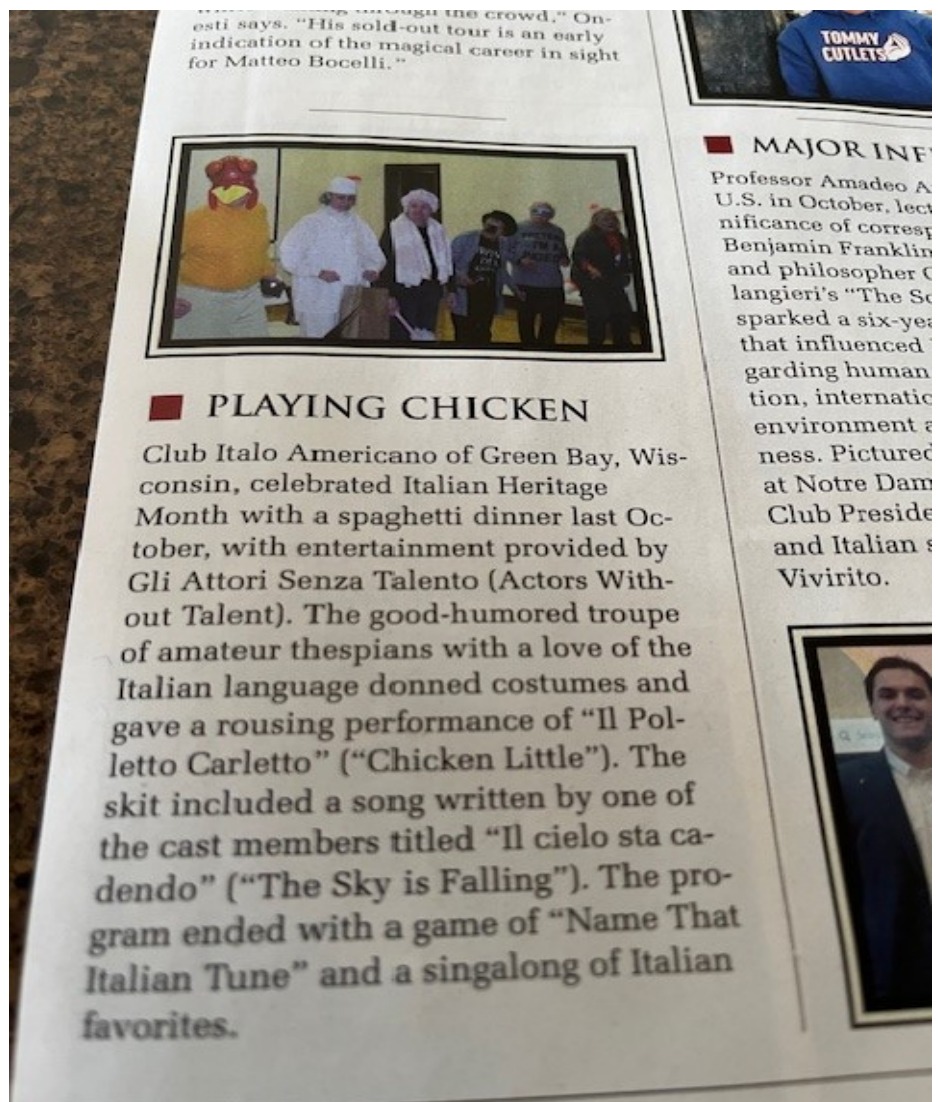 through the crowd," On-
esti says. "His sold-out tour is an early
indication of the magical career in sight
for Matteo Bocelli."
PLAYING CHICKEN
Club Italo Americano of Green Bay, Wis-
consin, celebrated Italian Heritage
Month with a spaghetti dinner last Oc-
tober, with entertainment provided by
Gli Attori Senza Talento (Actors With-
out Talent). The good-humored troupe
of amateur thespians with a love of the
Italian language donned costumes and
gave a rousing performance of “Il Pol-
letto Carletto” (“Chicken Little”). The
skit included a song written by one of
the cast members titled “Il cielo sta ca-
dendo” (“The Sky is Falling”). The pro-
gram ended with a game of “Name That
Italian Tune” and a singalong of Italian
favorites.
TOMMY
CUTLETS
MAJOR INF
Professor Amadeo A
U.S. in October, lect
nificance of corresp
Benjamin Franklin
and philosopher
langieri's "The Sc
sparked a six-yea
that influenced
garding human
tion, internatio
environment a
ness. Pictured
at Notre Dam
Club Preside
and Italian s
Vivirito.